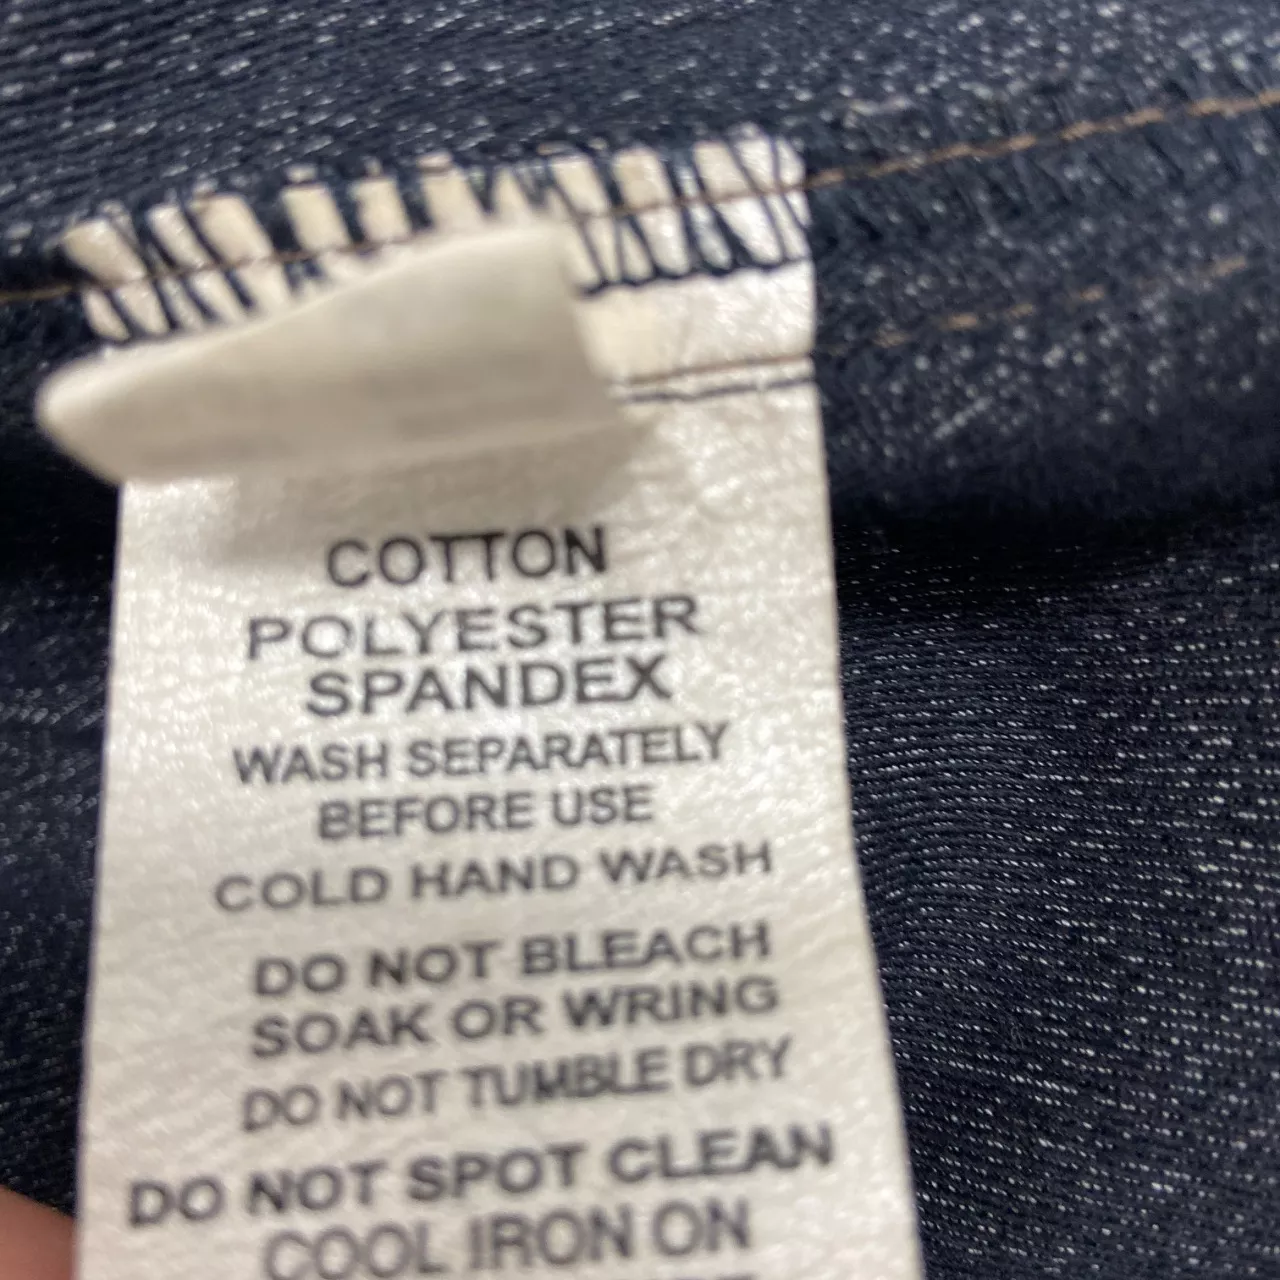 COTTON
POLYESTER
SPANDEX
WASH SEPARATELY
BEFORE USE
COLD HAND WASH
DO NOT BLEACH
SOAK OR WRING
DO NOT TUMBLE DRY
DO NOT SPOT CLEAN
COOL IRON ON